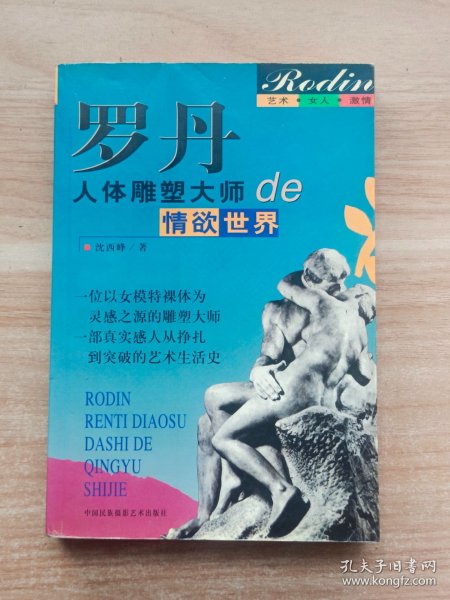 Rodin
艺术·女人·激情
罗丹
人体雕塑大师de
情欲世界
沈西峰/著
一位以女模特裸体为
灵感之源的雕塑大师
一部真实感人从挣扎
到突破的艺术生活史
RODIN
RENTI DIAOSU
DASHI DE
QINGYU
SHIJIE
中国民族摄影艺术出版社
孔夫子旧书网
www.kongfz.com